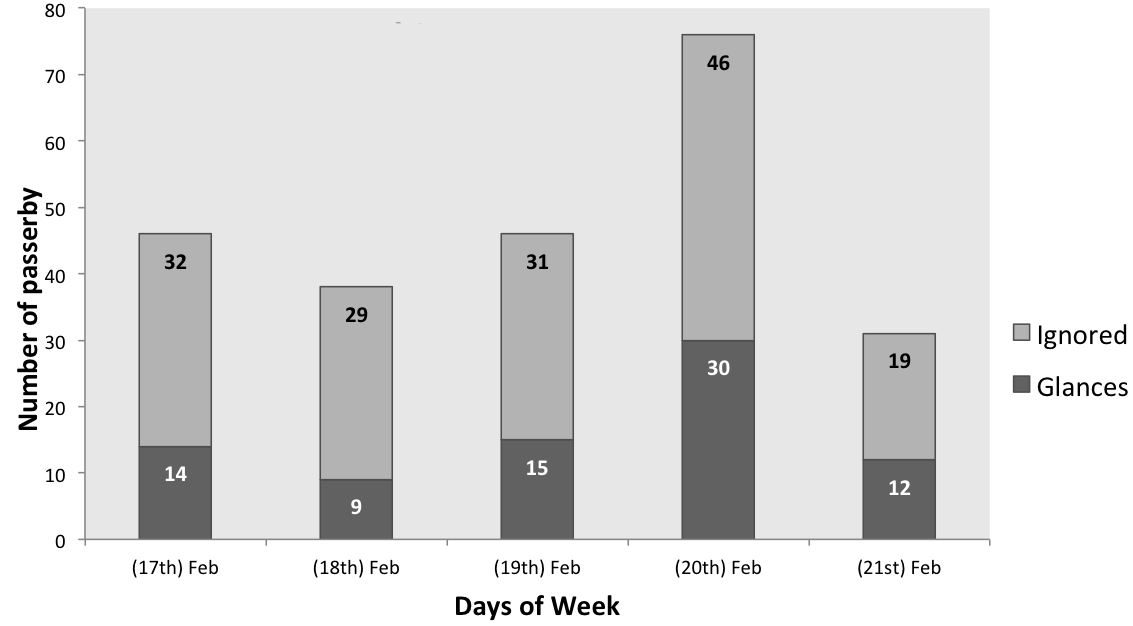 80
70
60
50
40
30
20
10
0
Number of passerby
32
14
29
9
31
15
46
30
19
12
(17th) Feb
(18th) Feb
(19th) Feb
(20th) Feb
(21st) Feb
Days of Week
Ignored
Glances